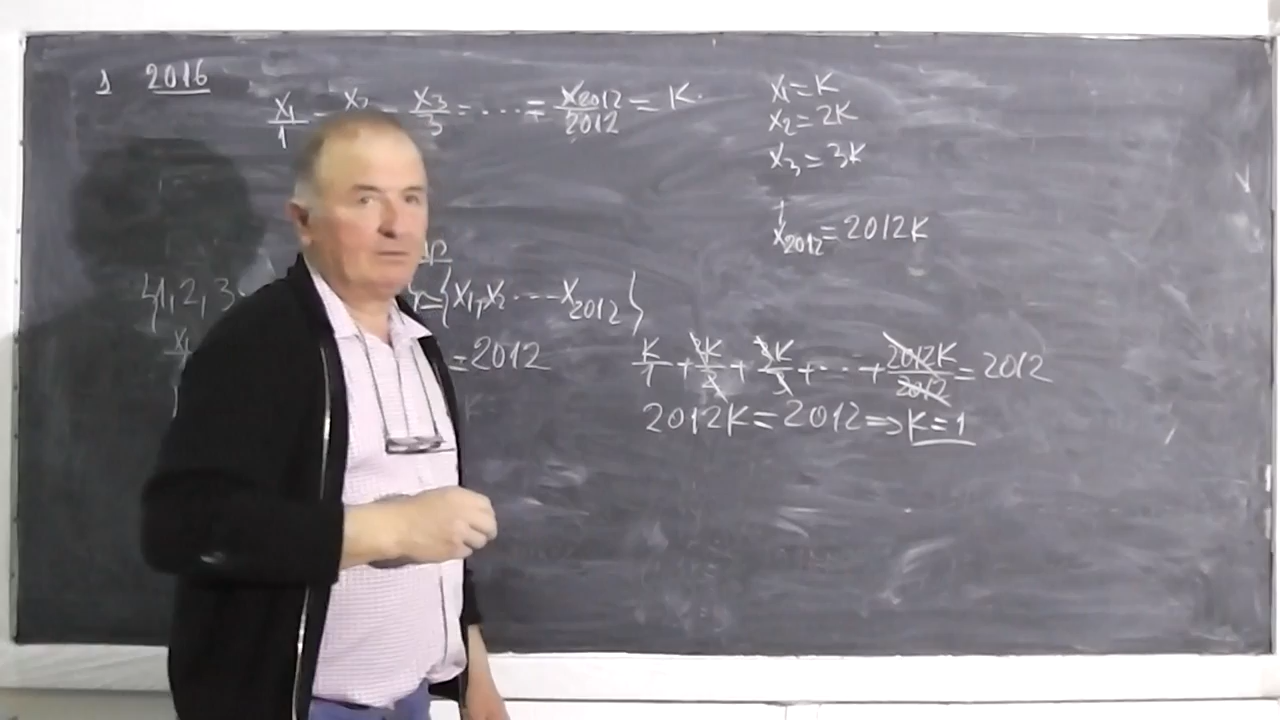 1 2016
x₁/1 = x₂ = x₃/3 = .... = x₂₀₁₂/2012 = K.
x₁=K
x₂=2K
x₃=3K
x₂₀₁₂=2012K
{1, 2, 3
={x₁, x₂ ---- x₂₀₁₂}
x₁
=2012
K/1 + 2K/2 + 3K/3 + ... + 2012K/2012 = 2012
2012K=2012⇒K=1